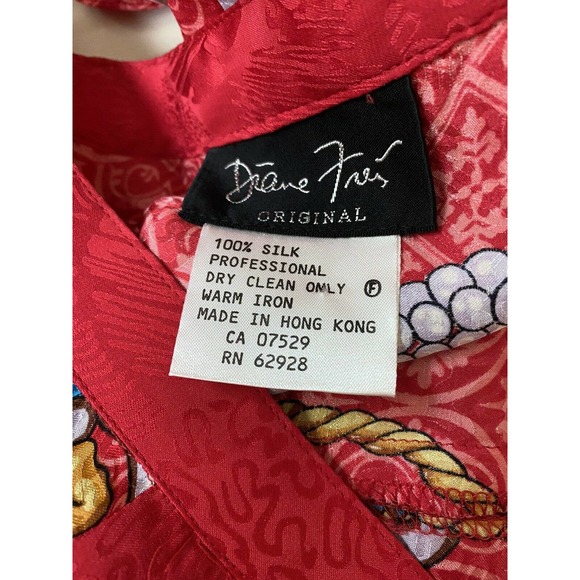 Diane Freis
ORIGINAL
100% SILK
PROFESSIONAL
DRY CLEAN ONLY Ⓕ
WARM IRON
MADE IN HONG KONG
CA 07529
RN 62928